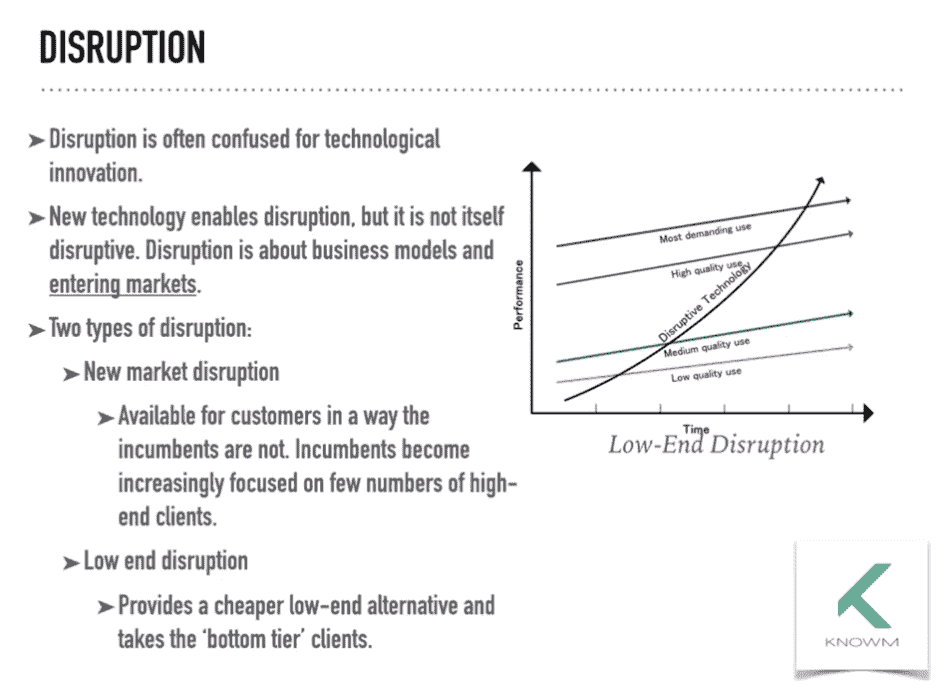 DISRUPTION
➤Disruption is often confused for technological
innovation.
➤New technology enables disruption, but it is not itself
disruptive. Disruption is about business models and
entering markets.
➤Two types of disruption:
➤New market disruption
➤Available for customers in a way the
incumbents are not. Incumbents become
increasingly focused on few numbers of high-
end clients.
➤Low end disruption
➤Provides a cheaper low-end alternative and
takes the ‘bottom tier’ clients.
Performance
Most demanding use
High quality use
Disruptive Technology
Medium quality use
Low quality use
Time
Low-End Disruption
KNOWM